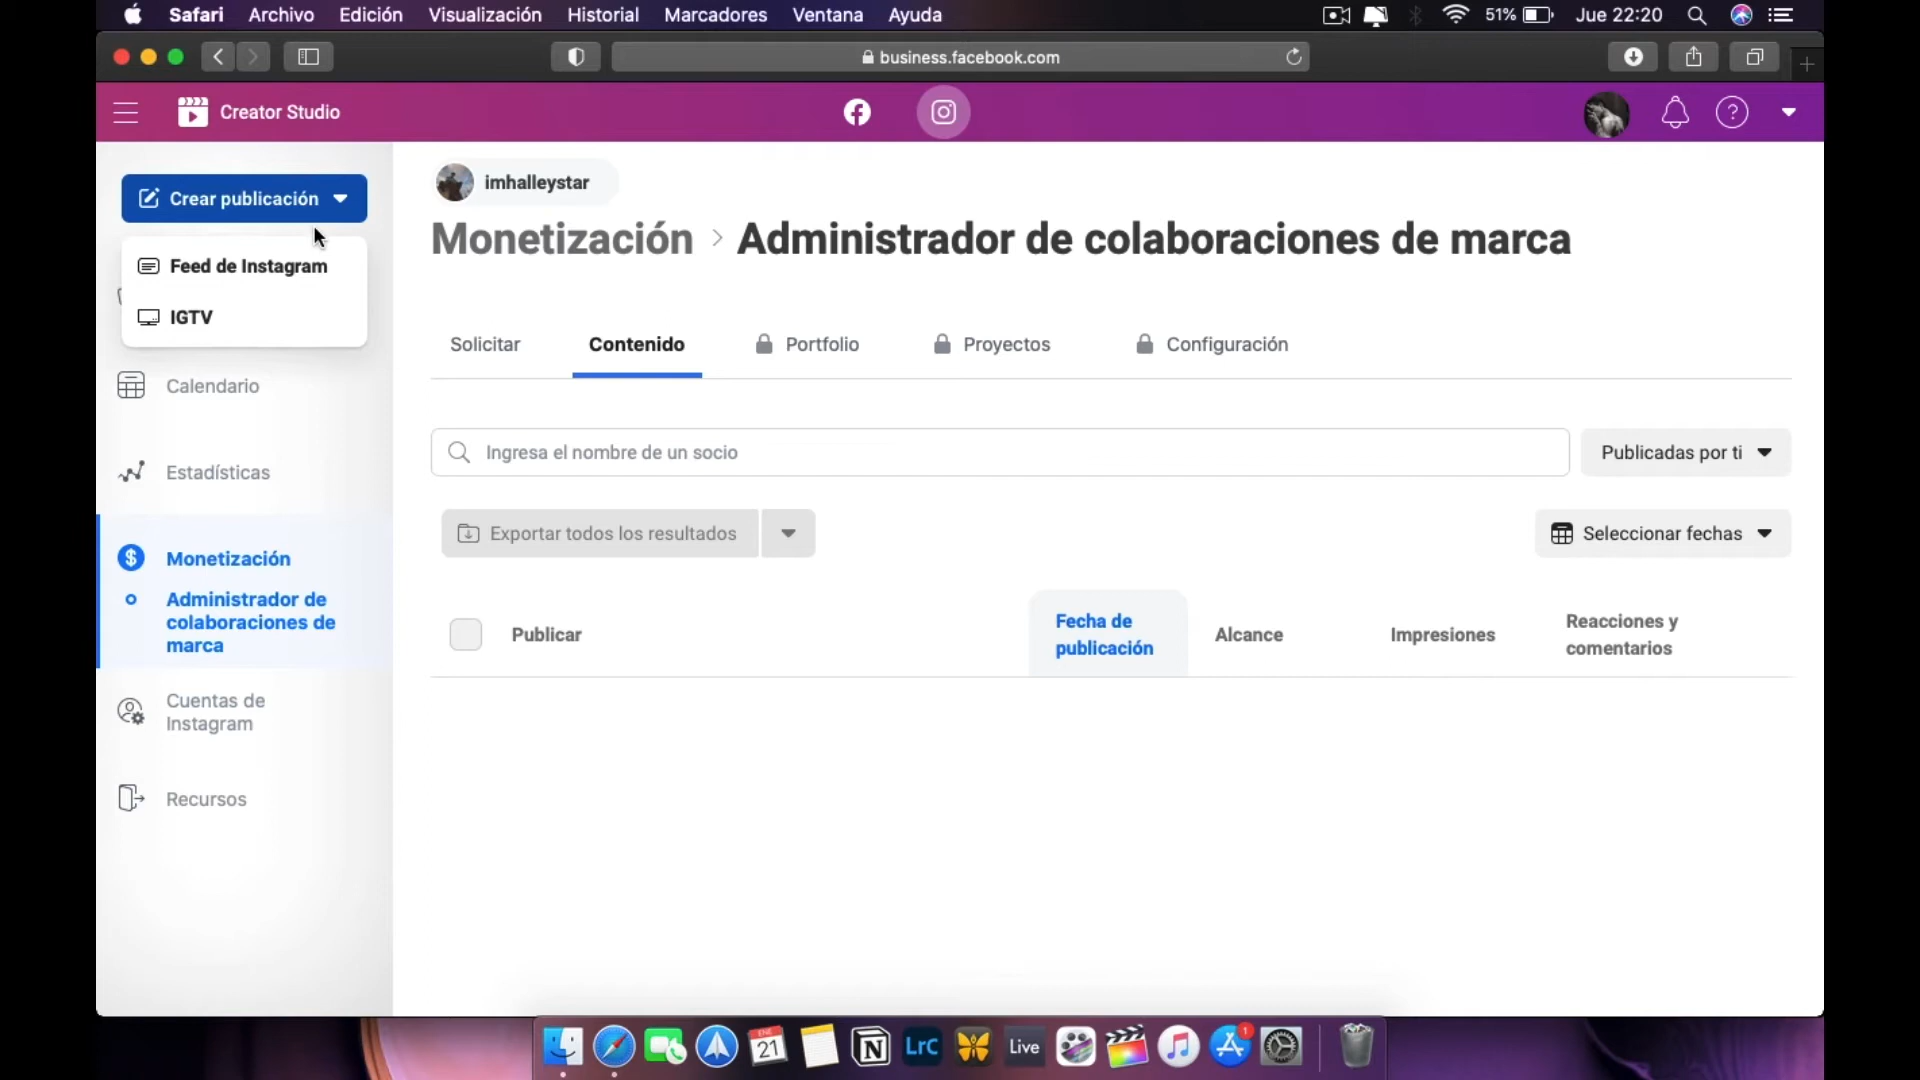 Safari Archivo Edición Visualización Historial Marcadores Ventana Ayuda 51% Jue 22:20
business.facebook.com
Creator Studio
Crear publicación
Feed de Instagram
IGTV
Calendario
Estadísticas
Monetización
Administrador de
colaboraciones de
marca
Cuentas de
Instagram
Recursos
imhalleystar
Monetización > Administrador de colaboraciones de marca
Solicitar Contenido Portfolio Proyectos Configuración
Ingresa el nombre de un socio Publicadas por ti
Exportar todos los resultados Seleccionar fechas
Publicar Fecha de
publicación Alcance Impresiones Reacciones y
comentarios
ENE
21 LrC Live 1